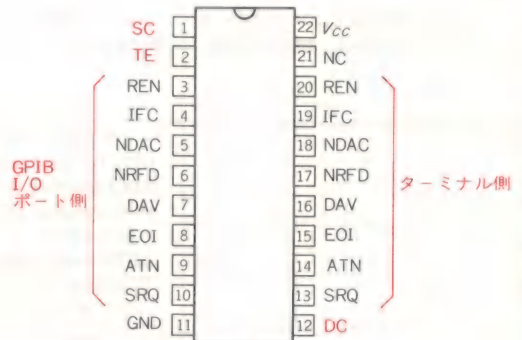 SC 1 22 VCC
TE 2 21 NC
REN 3 20 REN
IFC 4 19 IFC
NDAC 5 18 NDAC
NRFD 6 17 NRFD
DAV 7 16 DAV
EOI 8 15 EOI
ATN 9 14 ATN
SRQ 10 13 SRQ
GND 11 12 DC
GPIB
I/O
ポート側
ターミナル側